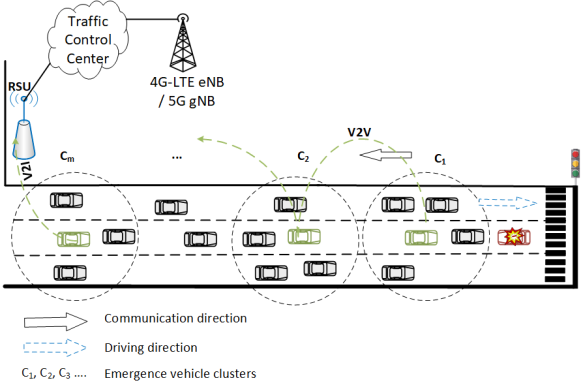 Traffic
Control
Center
4G-LTE eNB
/ 5G gNB
RSU
V2I
Cm
...
C2
V2V
C1
Communication direction
Driving direction
C1, C2, C3 .... Emergence vehicle clusters